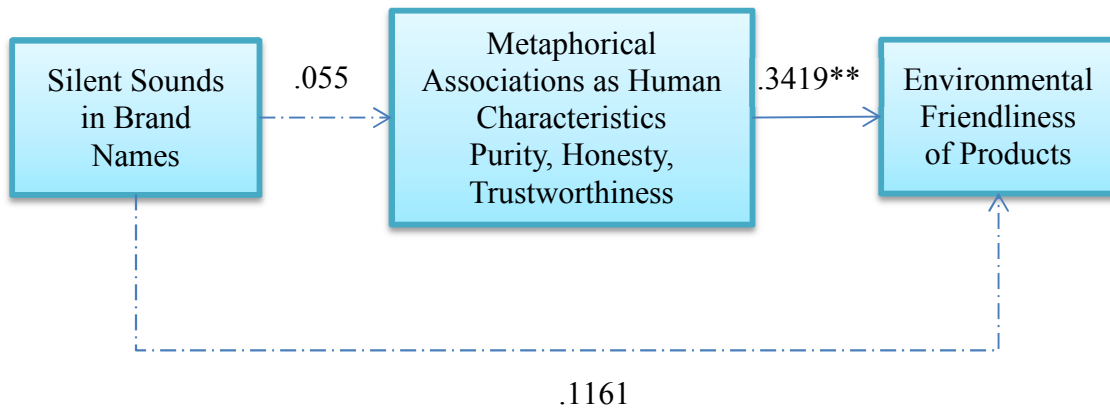 Silent Sounds
in Brand
Names
.055
Metaphorical
Associations as Human
Characteristics
Purity, Honesty,
Trustworthiness
.3419**
Environmental
Friendliness
of Products
.1161